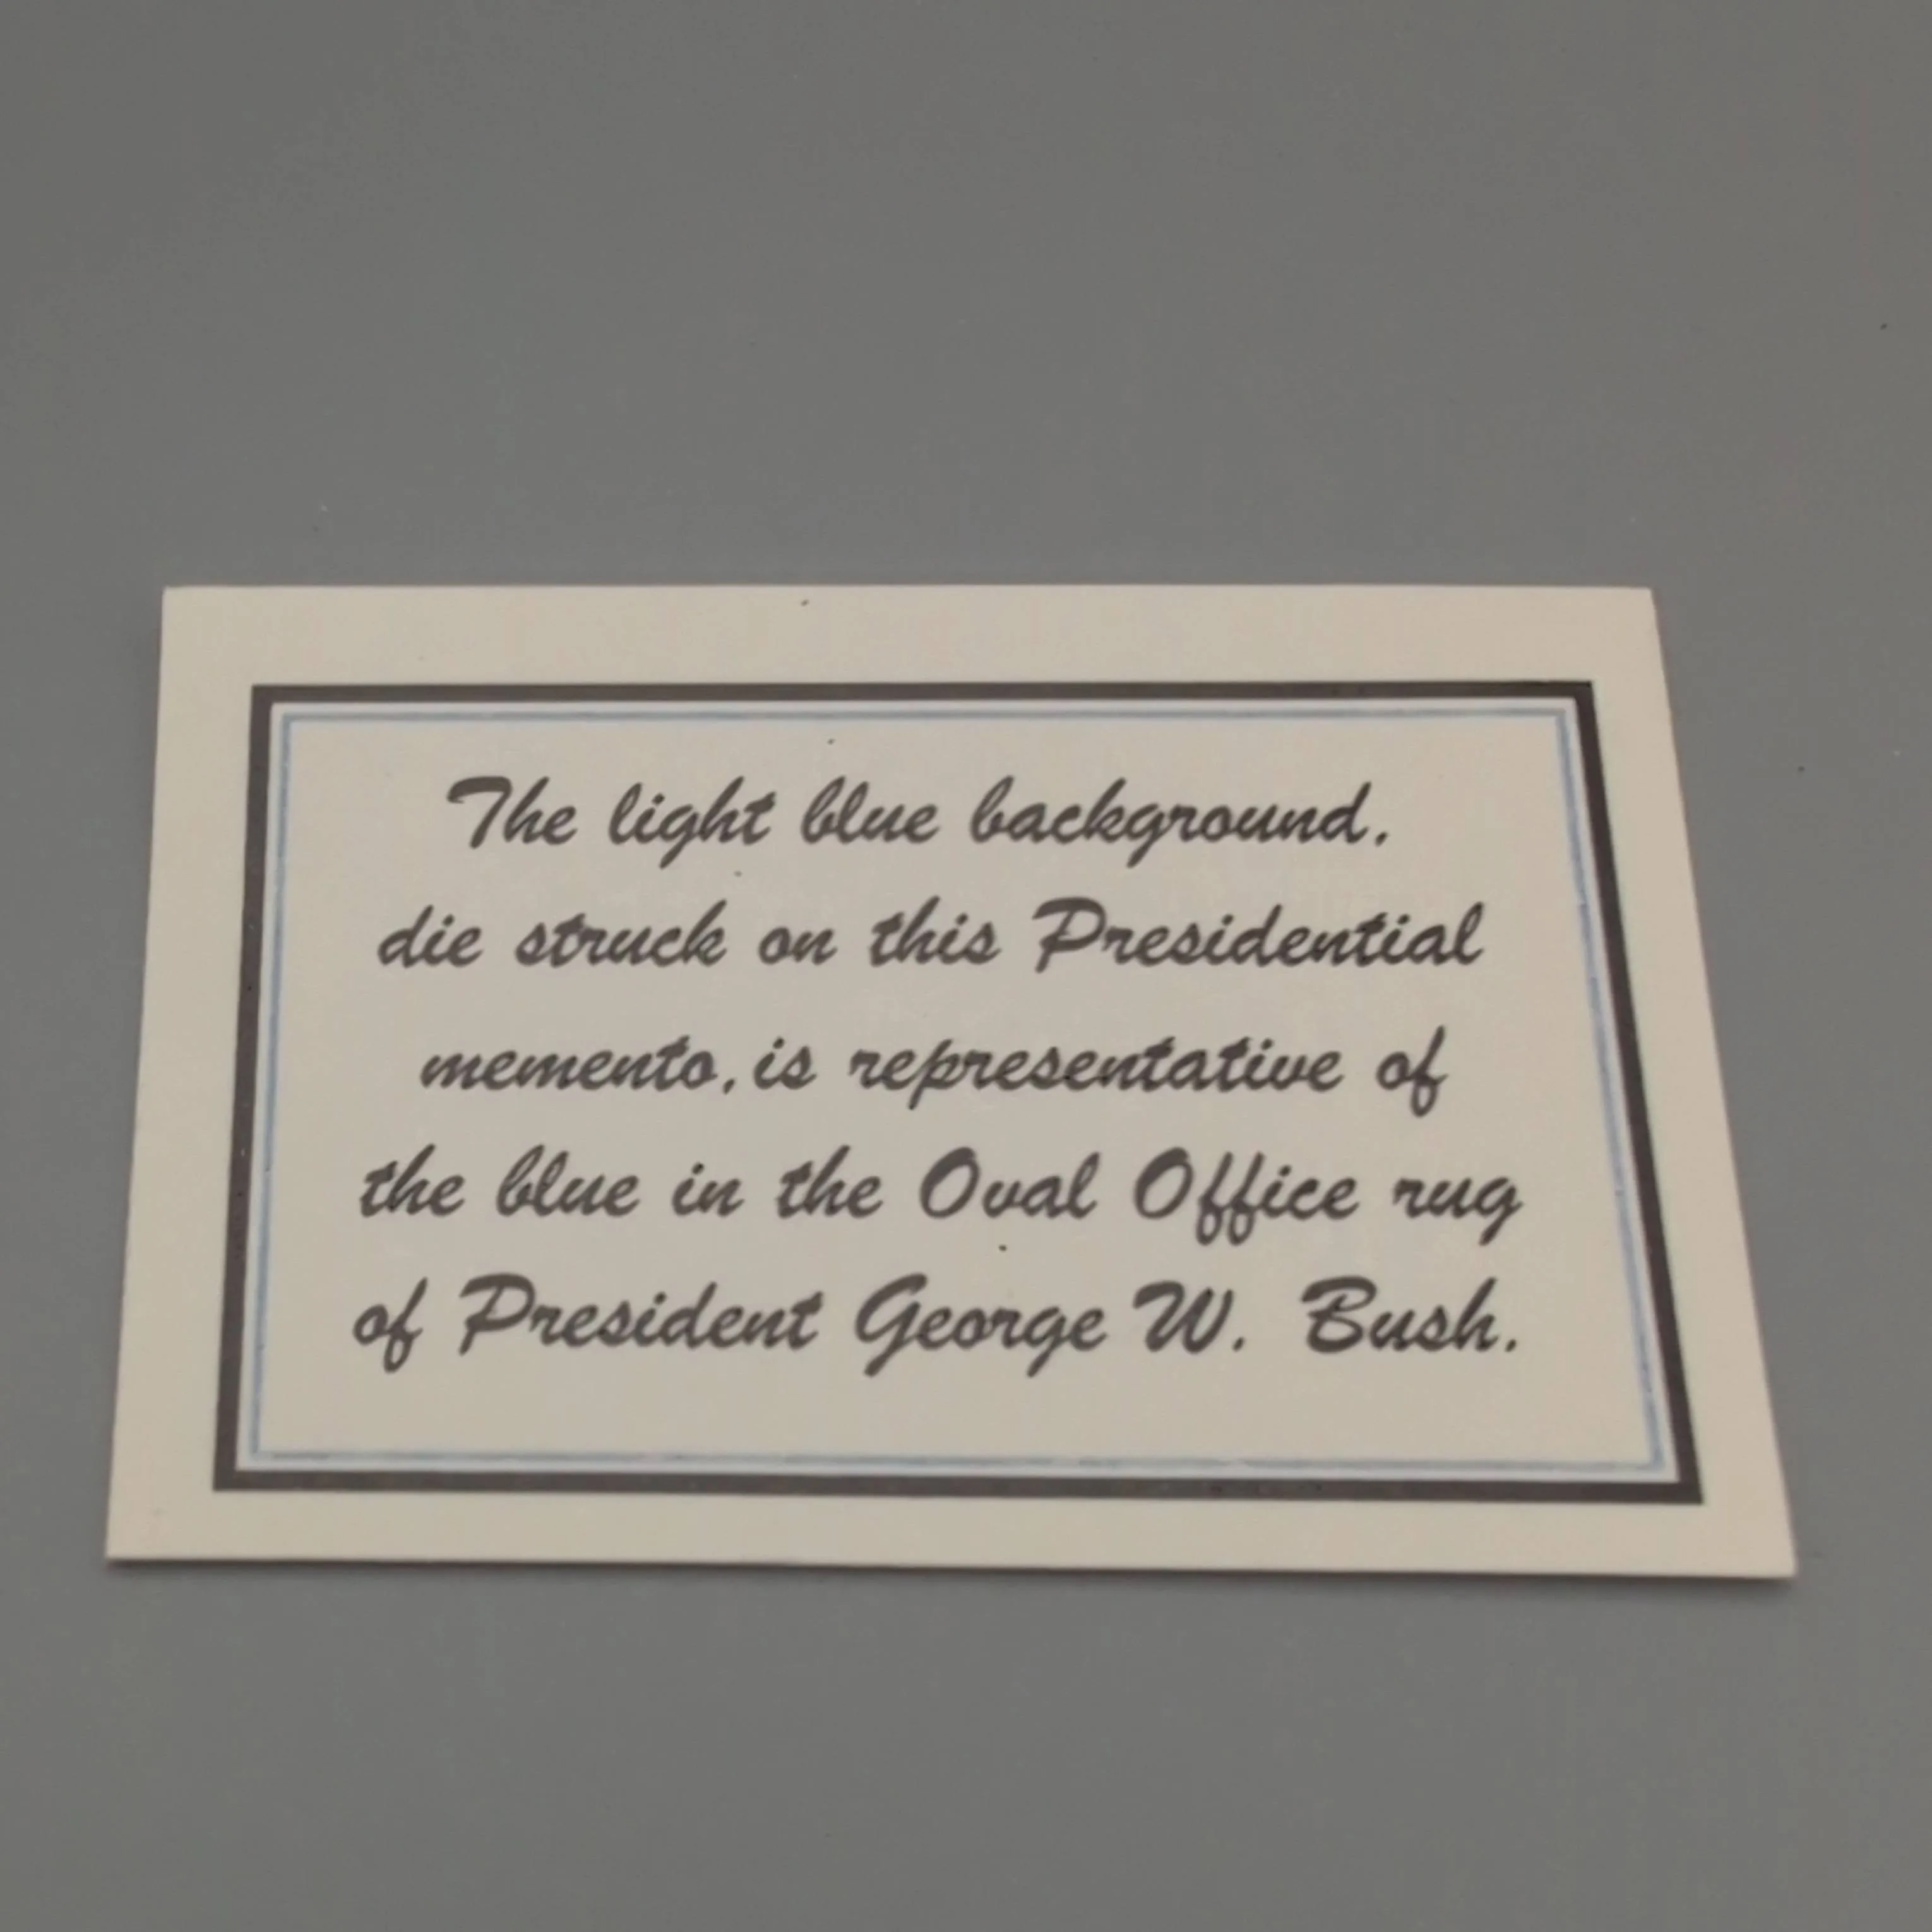 The light blue background,
die struck on this Presidential
memento, is representative of
the blue in the Oval Office rug
of President George W. Bush.